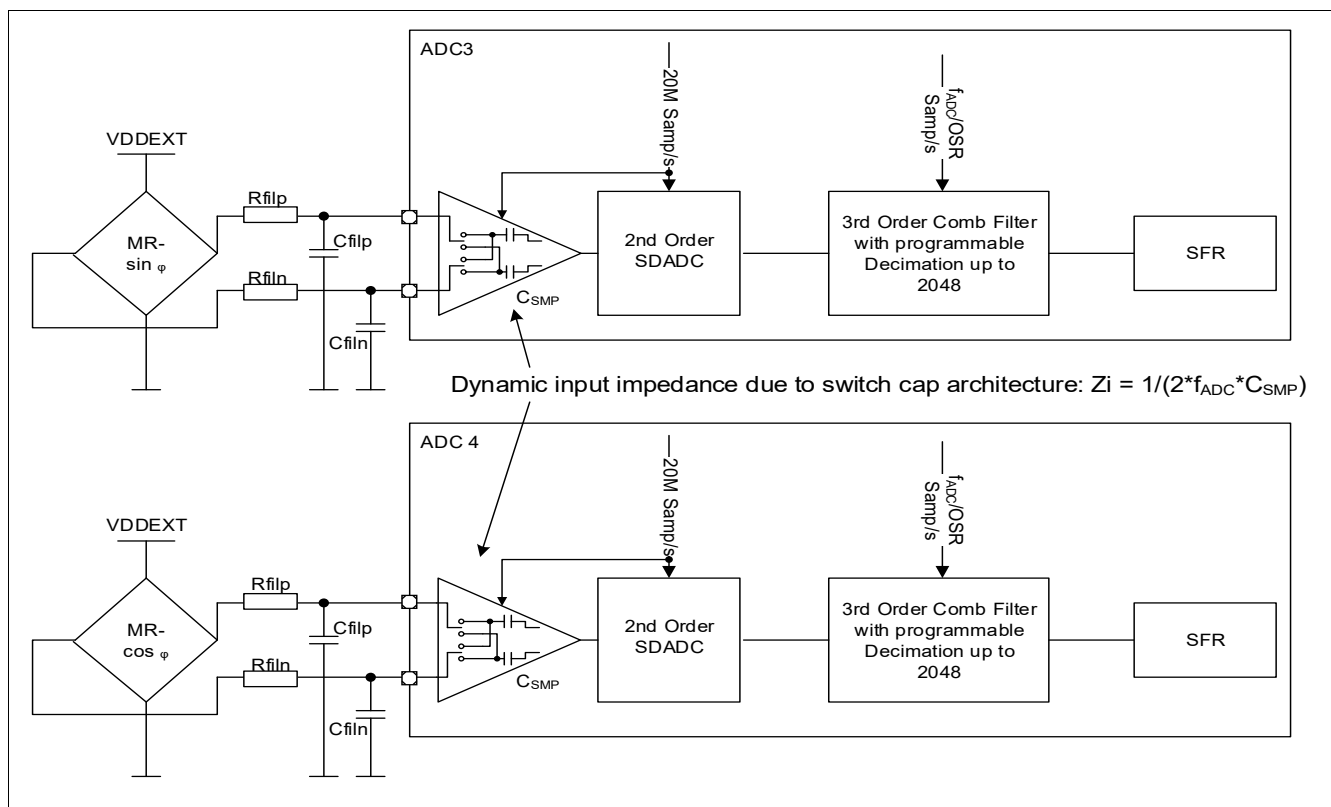 ADC3
20M Samp/s
fADC/OSR
Samp/s
VDDEXT
Rfilp
MR-
sin φ
Cfilp
Rfiln
CSMP
Cfiln
2nd Order
SDADC
3rd Order Comb Filter
with programmable
Decimation up to
2048
SFR
Dynamic input impedance due to switch cap architecture: Zi = 1/(2*fADC*CSMP)
ADC 4
20M Samp/s
fADC/OSR
Samp/s
VDDEXT
Rfilp
MR-
cos φ
Cfilp
Rfiln
CSMP
Cfiln
2nd Order
SDADC
3rd Order Comb Filter
with programmable
Decimation up to
2048
SFR